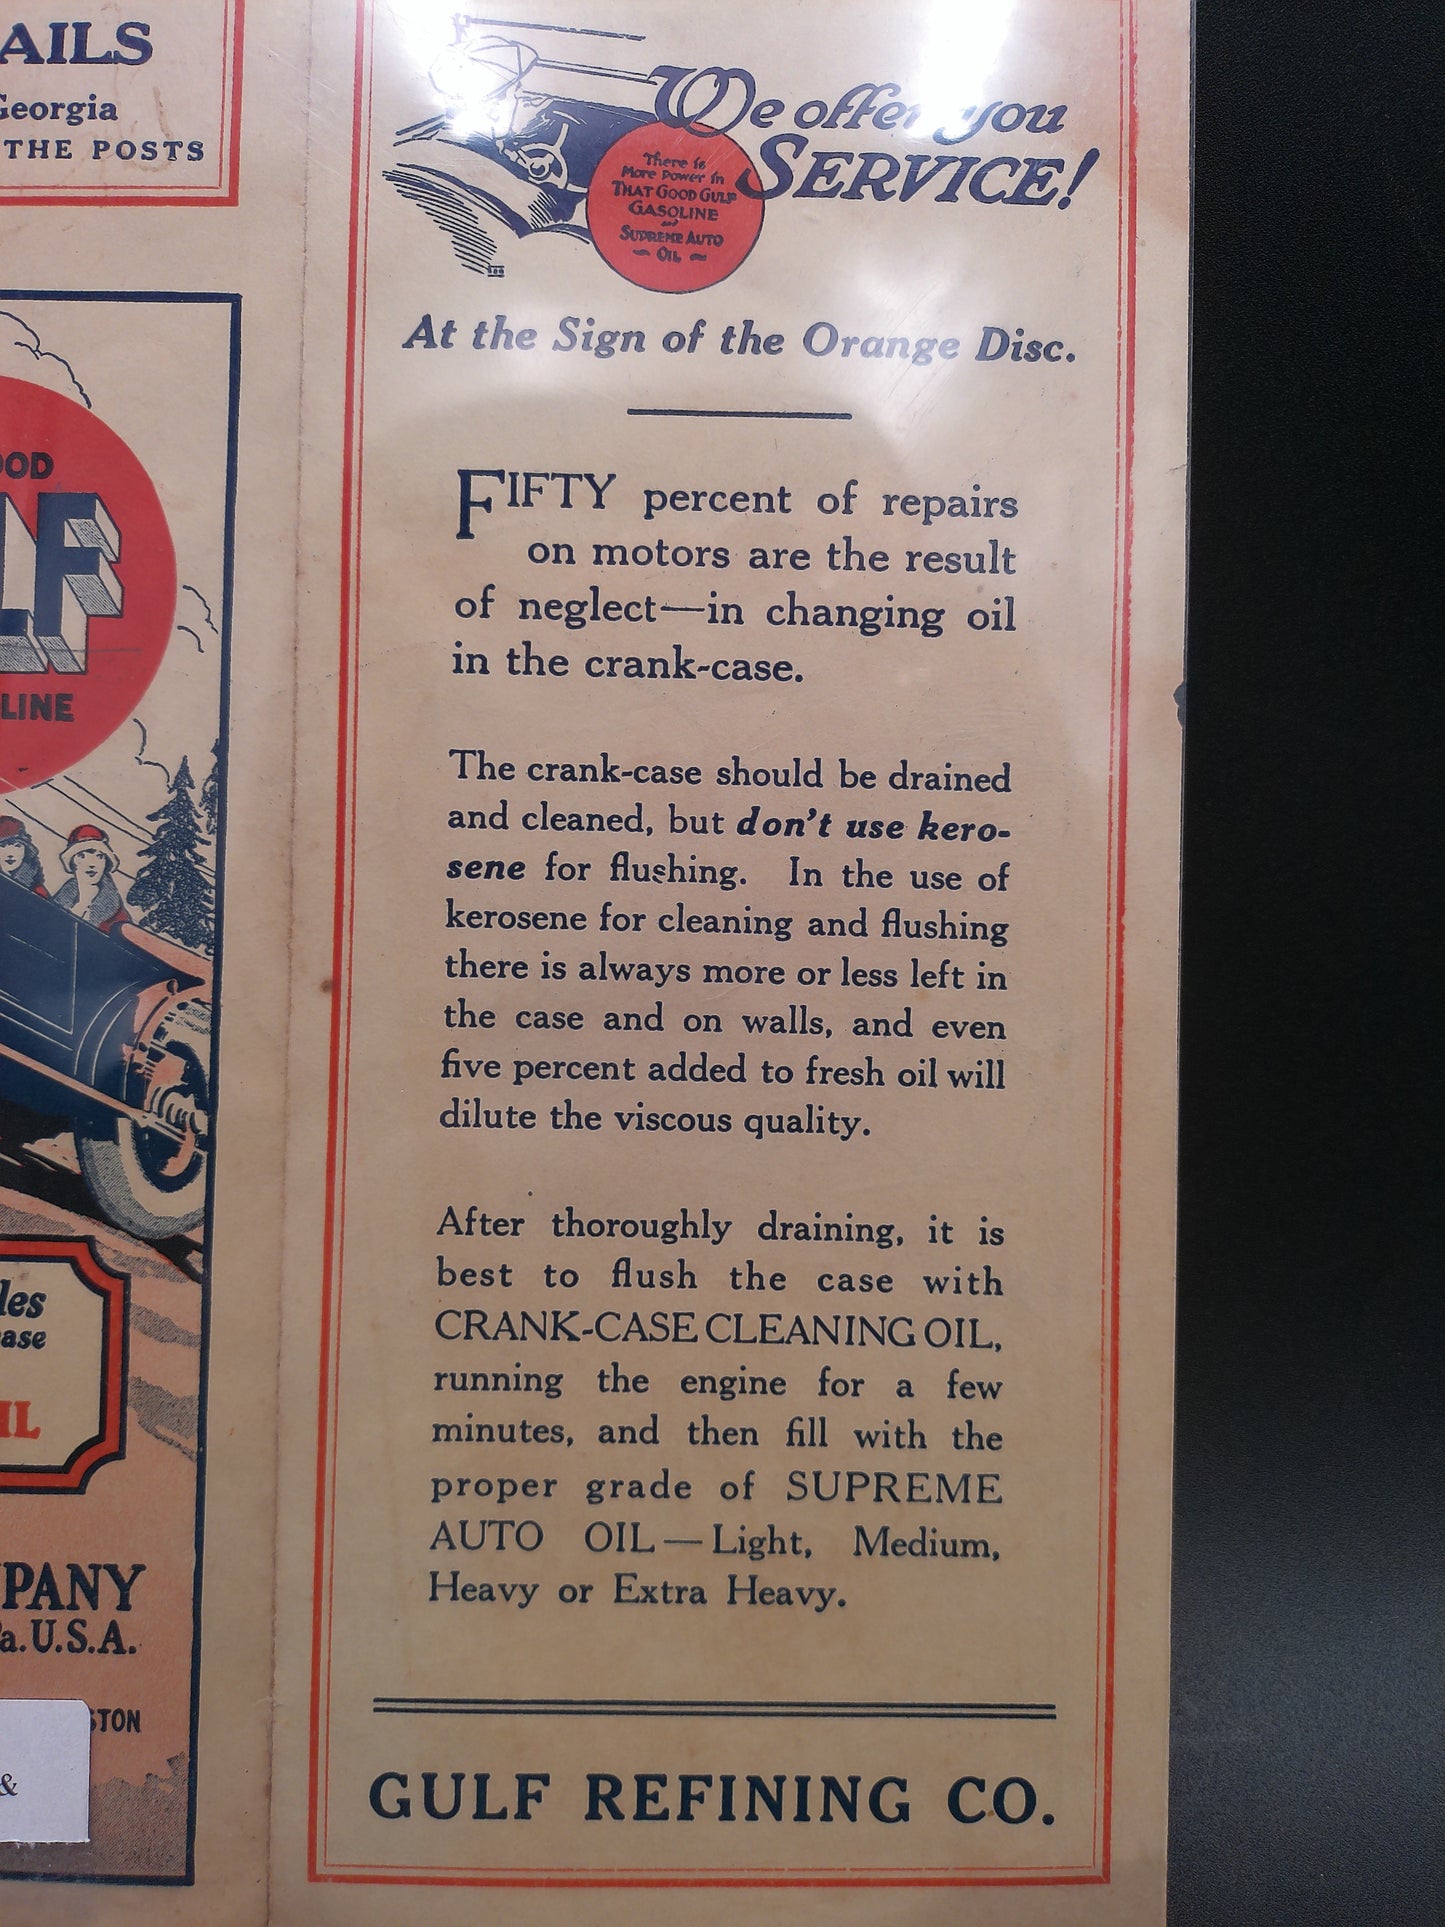 AILS
Georgia
THE POSTS
OOD
LF
LINE
les
ase
IL
PANY
Pa. U.S.A.
STON
&
We offer you
SERVICE!
There is
More Power in
THAT GOOD GULF
GASOLINE
and
SUPREME AUTO
~ OIL ~
At the Sign of the Orange Disc.
FIFTY percent of repairs
on motors are the result
of neglect—in changing oil
in the crank-case.
The crank-case should be drained
and cleaned, but don't use kero-
sene for flushing. In the use of
kerosene for cleaning and flushing
there is always more or less left in
the case and on walls, and even
five percent added to fresh oil will
dilute the viscous quality.
After thoroughly draining, it is
best to flush the case with
CRANK-CASE CLEANING OIL,
running the engine for a few
minutes, and then fill with the
proper grade of SUPREME
AUTO OIL—Light, Medium,
Heavy or Extra Heavy.
GULF REFINING CO.